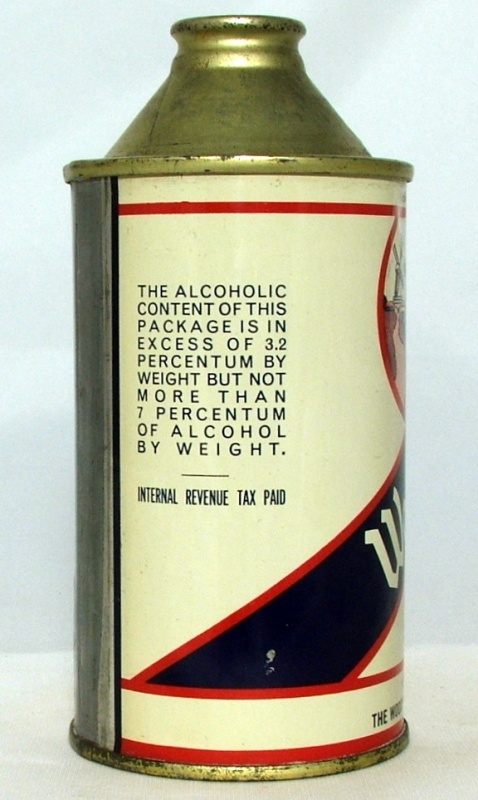 THE ALCOHOLIC
CONTENT OF THIS
PACKAGE IS IN
EXCESS OF 3.2
PERCENTUM BY
WEIGHT BUT NOT
MORE THAN
7 PERCENTUM
OF ALCOHOL
BY WEIGHT.
INTERNAL REVENUE TAX PAID
W
THE